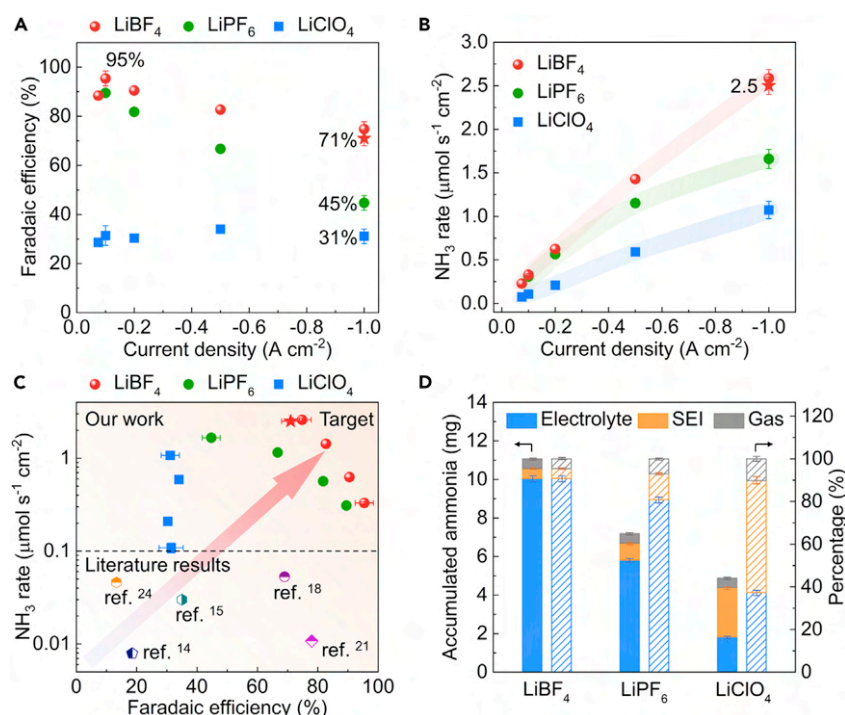 A
LiBF4 LiPF6 LiClO4
Faradaic efficiency (%)
100
80
60
40
20
0
95%
71%
45%
31%
0.0 -0.2 -0.4 -0.6 -0.8 -1.0
Current density (A cm-2)
B
NH3 rate (μmol s-1 cm-2)
3.0
2.5
2.0
1.5
1.0
0.5
0.0
LiBF4
LiPF6
LiClO4
2.5
0.0 -0.2 -0.4 -0.6 -0.8 -1.0
Current density (A cm-2)
C
LiBF4 LiPF6 LiClO4
NH3 rate (μmol s-1 cm-2)
1
0.1
0.01
Our work Target
Literature results
ref. 24
ref. 15
ref. 18
ref. 14
ref. 21
0 20 40 60 80 100
Faradaic efficiency (%)
D
Accumulated ammonia (mg)
14
12
10
8
6
4
2
0
Electrolyte SEI Gas
120
100
80
60
40
20
0
Percentage (%)
LiBF4 LiPF6 LiClO4